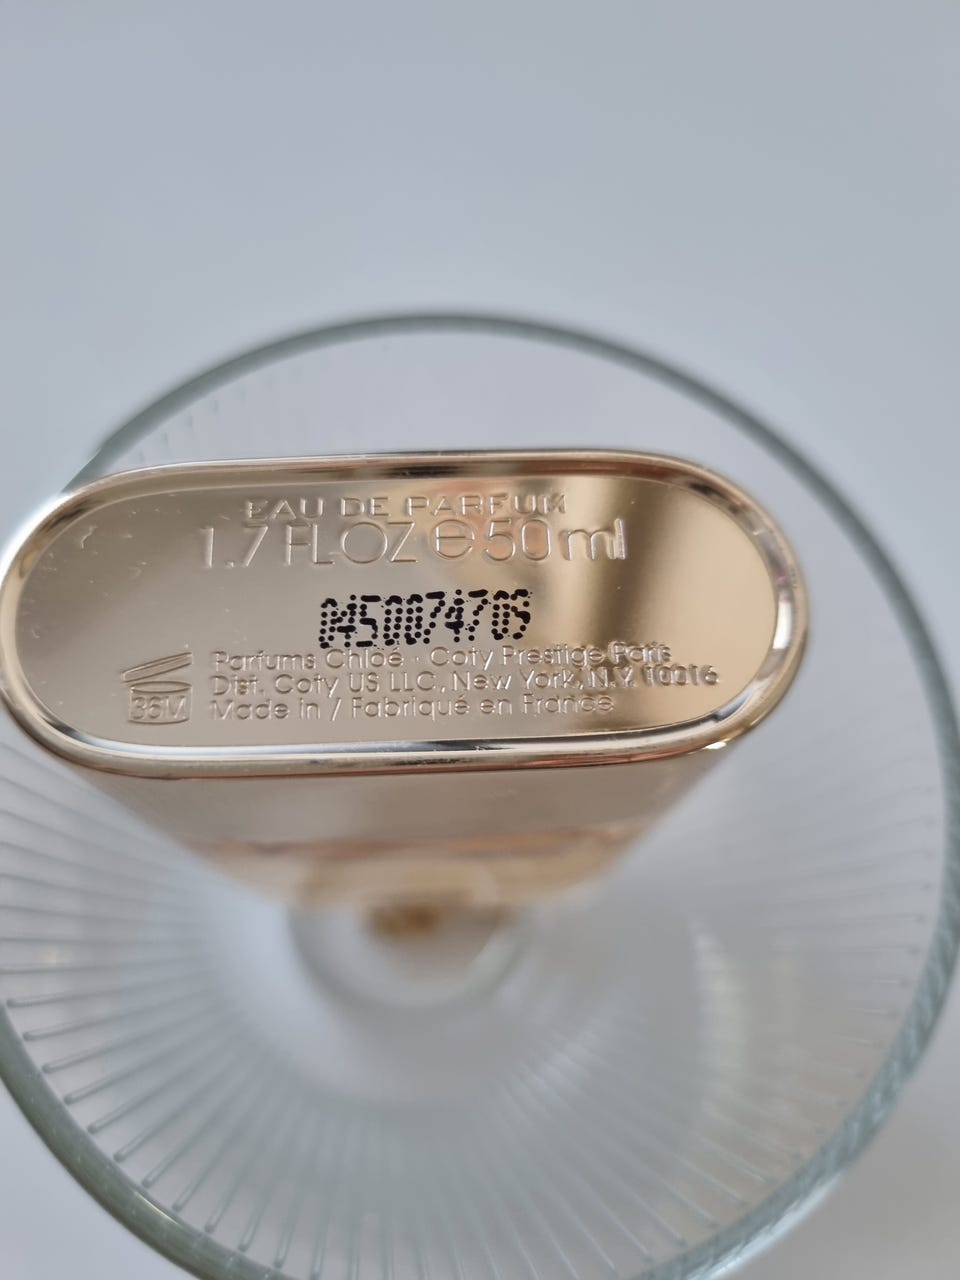 EAU DE PARFUM
1.7 FL OZ ℮ 50 ml
0450074705
Parfums Chloé · Coty Prestige Paris
Dist. Coty US LLC, New York, N.Y. 10016
Made in / Fabriqué en France
36M